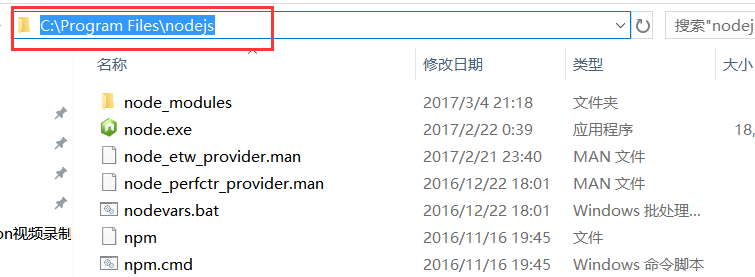 C:\Program Files\nodejs
搜索"nodej
名称 修改日期 类型 大小
node_modules 2017/3/4 21:18 文件夹
node.exe 2017/2/22 0:39 应用程序 18,
node_etw_provider.man 2017/2/21 23:40 MAN 文件
node_perfctr_provider.man 2016/12/22 18:01 MAN 文件
nodevars.bat 2016/12/22 18:01 Windows 批处理...
on视频录制 npm 2016/11/16 19:45 文件
npm.cmd 2016/11/16 19:45 Windows 命令脚本